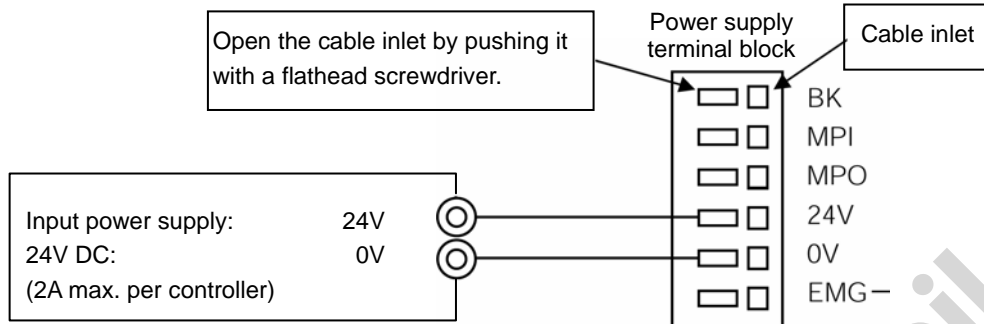 Open the cable inlet by pushing it
with a flathead screwdriver.
Power supply
terminal block
Cable inlet
BK
MPI
MPO
24V
0V
EMG−
Input power supply: 24V
24V DC: 0V
(2A max. per controller)